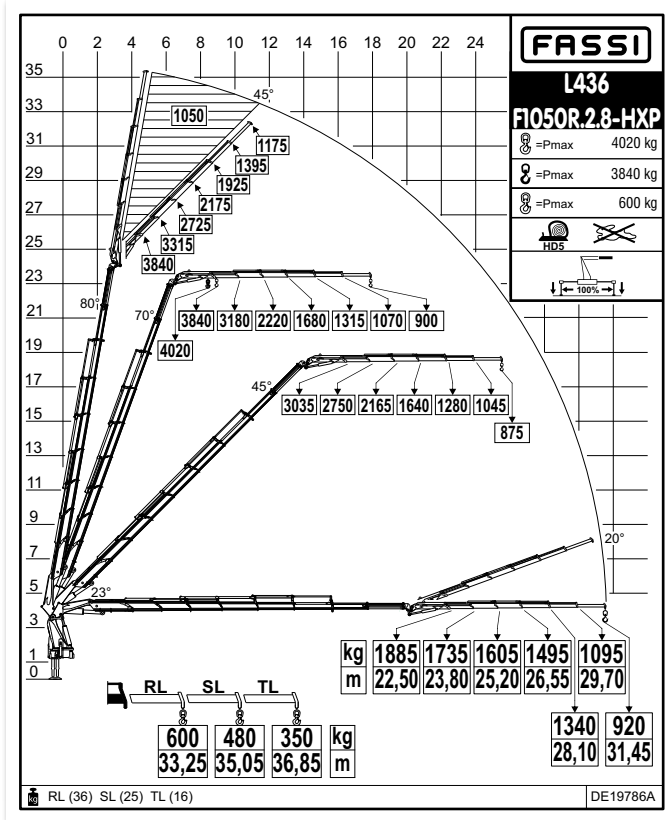 FASSI
L436
F1050R.2.8-HXP
=Pmax 4020 kg
=Pmax 3840 kg
=Pmax 600 kg
HD5
100%
0 2 4 6 8 10 12 14 16 18 20 22 24
35
33
31
29
27
25
23
21
19
17
15
13
11
9
7
5
3
1
0
45°
1050
1175
1395
1925
2175
2725
3315
3840
80°
70°
3840 3180 2220 1680 1315 1070 900
4020
45°
3035 2750 2165 1640 1280 1045
875
20°
23°
kg 1885 1735 1605 1495 1095
m 22,50 23,80 25,20 26,55 29,70
1340 920
28,10 31,45
RL SL TL
600 480 350 kg
33,25 35,05 36,85 m
kg RL (36) SL (25) TL (16)
DE19786A